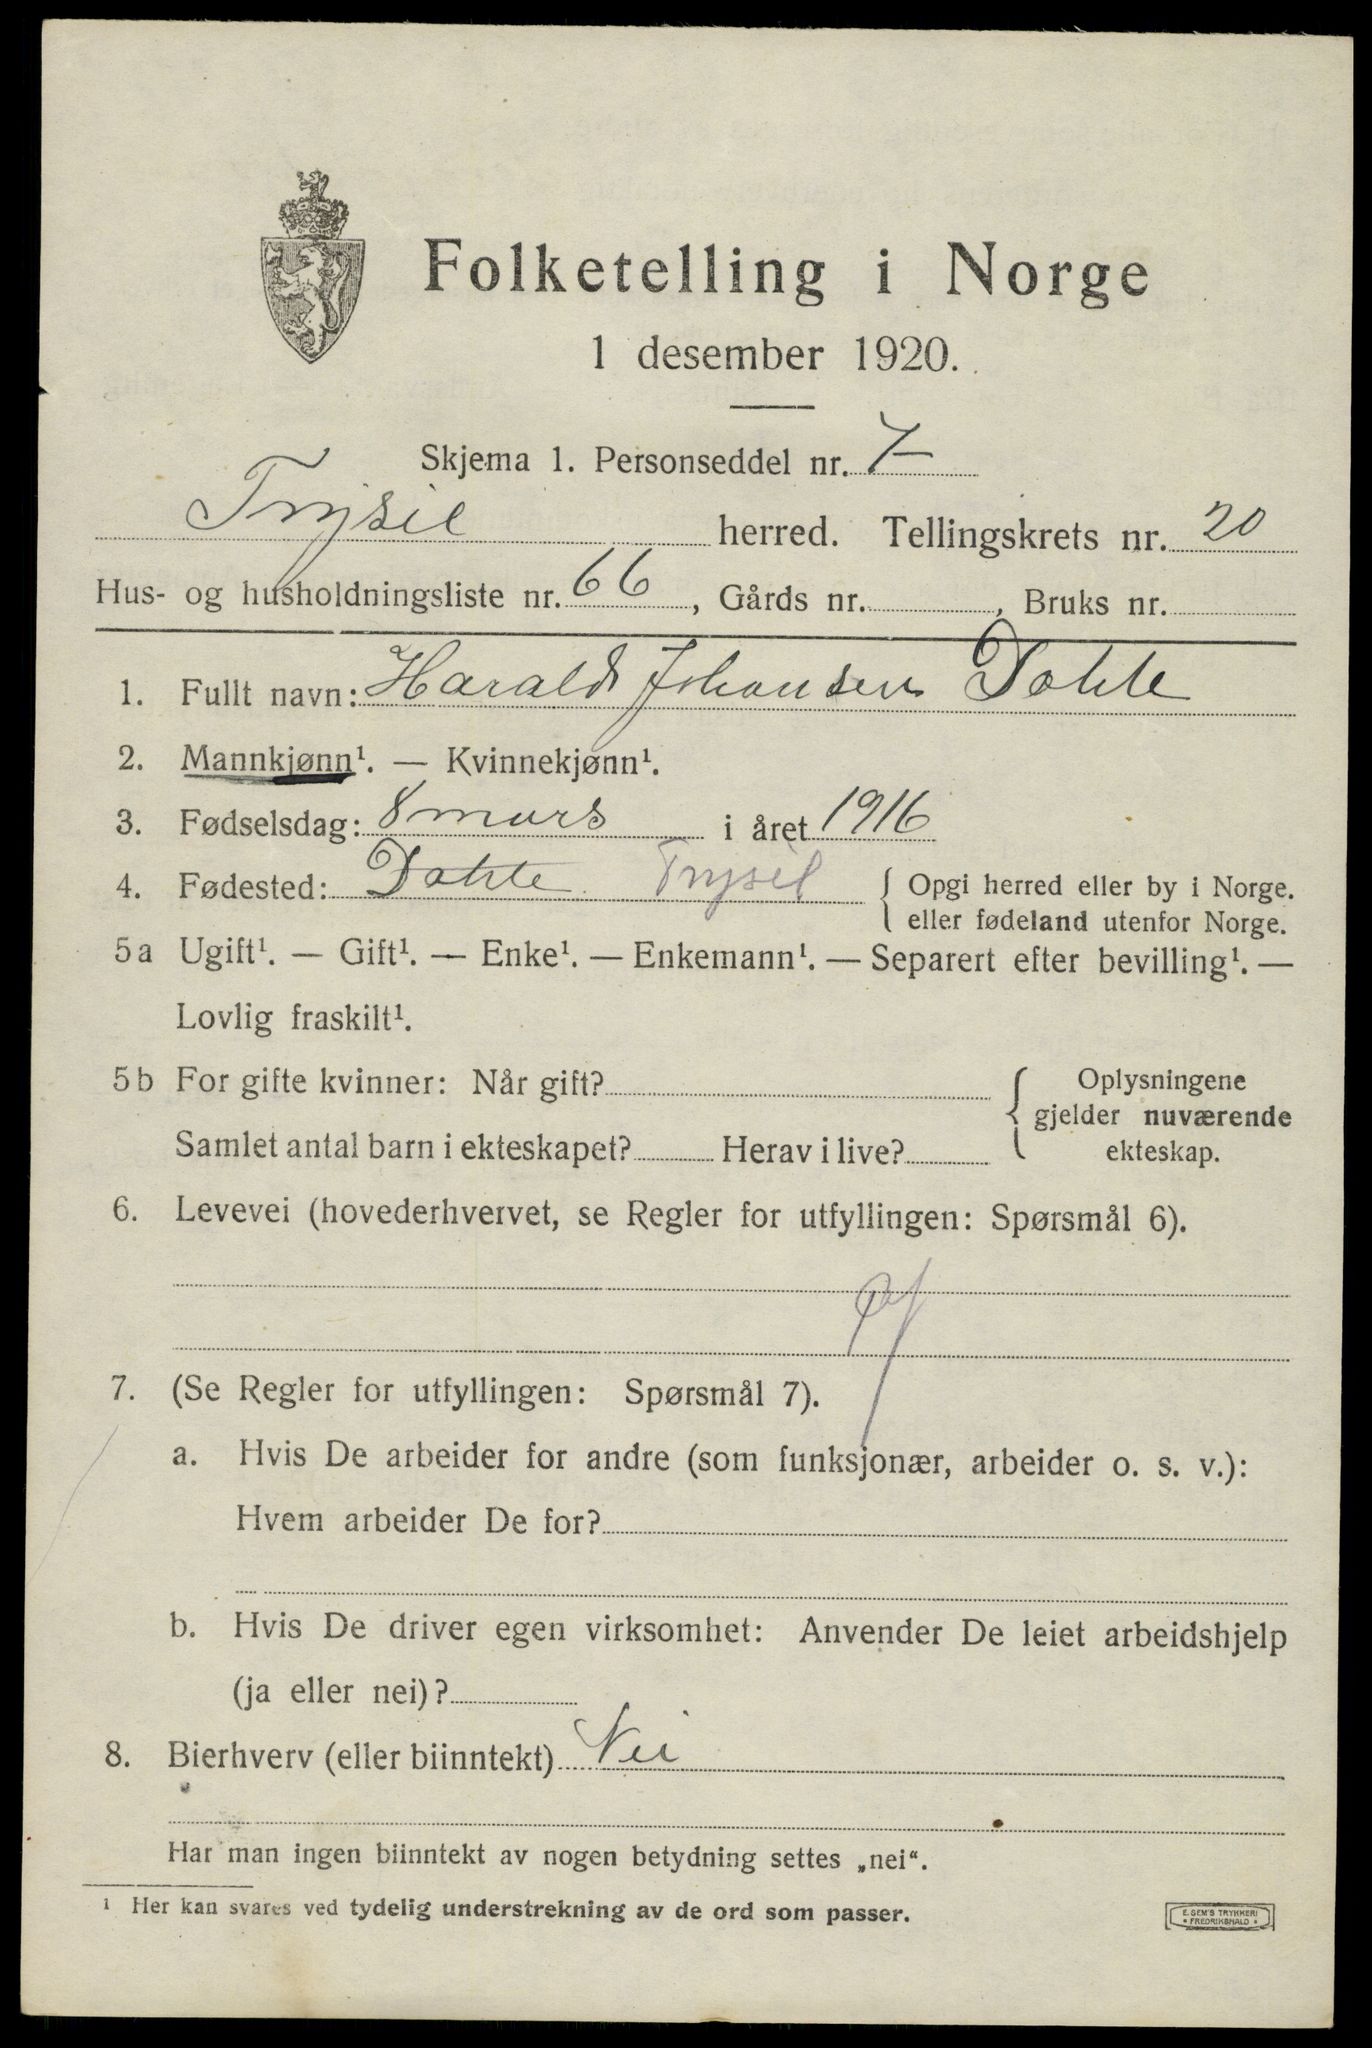 Folketelling i Norge
1 desember 1920.
Skjema 1. Personseddel nr. 7
Trysil herred. Tellingskrets nr. 20
Hus- og husholdningsliste nr. 66, Gårds nr. , Bruks nr.
1. Fullt navn: Harald Johansen
2. Mannkjønn¹. — Kvinnekjønn¹.
3. Fødselsdag: 8 mars i året 1916
4. Fødested: Trysil { Opgi herred eller by i Norge.
eller fødeland utenfor Norge.
5a Ugift¹. — Gift¹. — Enke¹. — Enkemann¹. — Separert efter bevilling¹. —
Lovlig fraskilt¹.
5b For gifte kvinner: Når gift? { Oplysningene
gjelder nuværende
Samlet antal barn i ekteskapet? Herav i live? ekteskap.
6. Levevei (hovederhvervet, se Regler for utfyllingen: Spørsmål 6).
7. (Se Regler for utfyllingen: Spørsmål 7).
a. Hvis De arbeider for andre (som funksjonær, arbeider o. s. v.):
Hvem arbeider De for?
b. Hvis De driver egen virksomhet: Anvender De leiet arbeidshjelp
(ja eller nei)?
8. Bierhverv (eller biinntekt) Nei
Har man ingen biinntekt av nogen betydning settes „nei“.
¹ Her kan svares ved tydelig understrekning av de ord som passer.
E. SEM'S TRYKKERI
• FREDRIKSHALD •